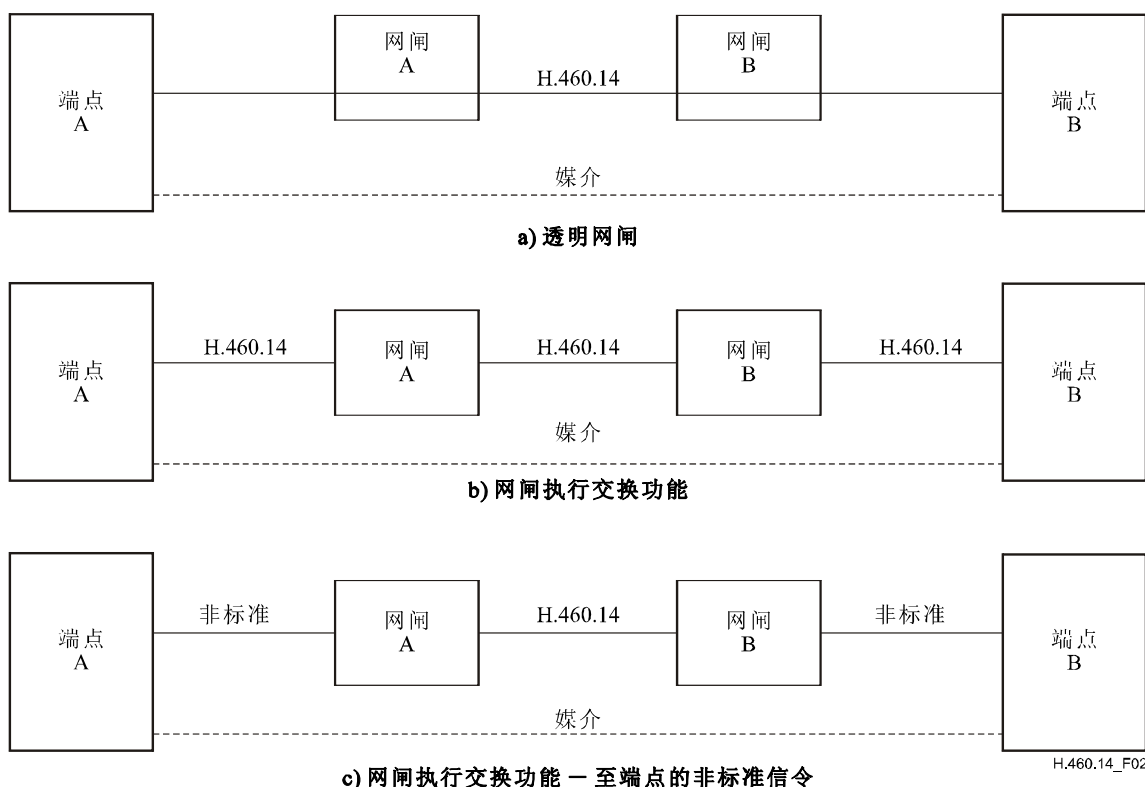 网闸
A
网闸
B
H.460.14
端点
A
端点
B
媒介
a) 透明网闸
H.460.14
H.460.14
H.460.14
端点
A
网闸
A
网闸
B
端点
B
媒介
b) 网闸执行交换功能
非标准
H.460.14
非标准
端点
A
网闸
A
网闸
B
端点
B
媒介
c) 网闸执行交换功能 － 至端点的非标准信令
H.460.14_F02